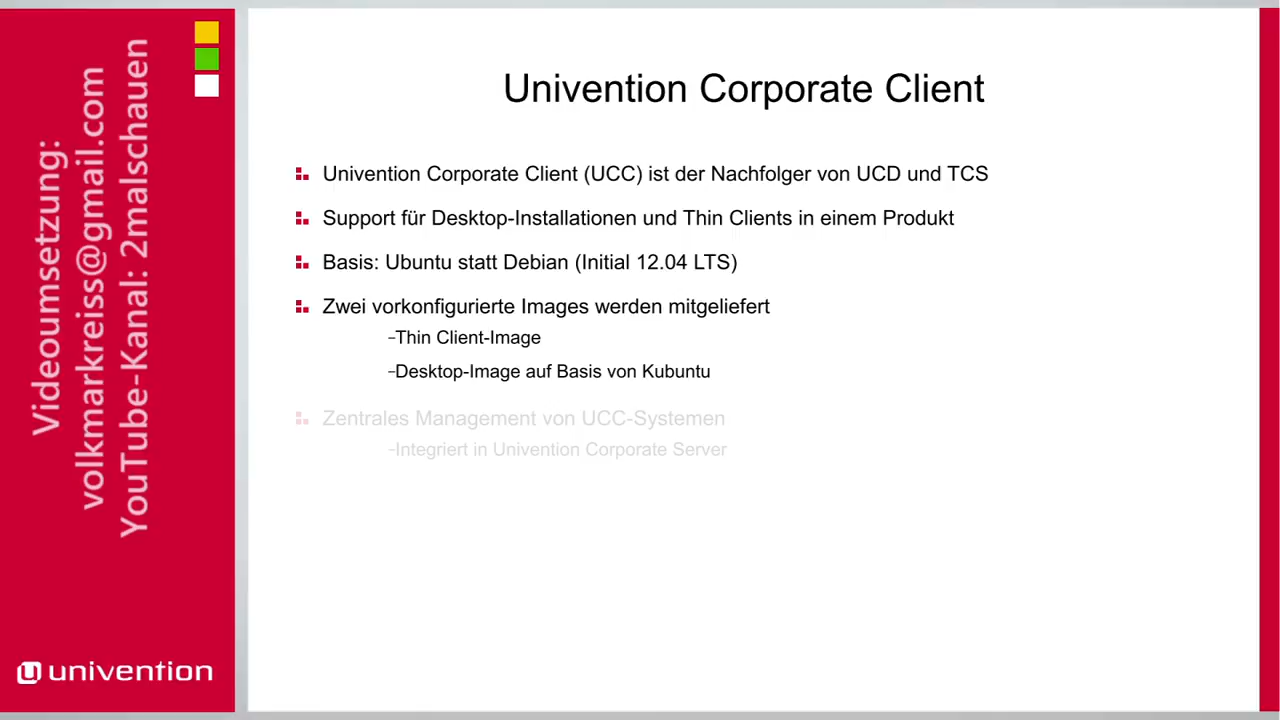 Videoumsetzung:
volkmarkreiss@gmail.com
YouTube-Kanal: 2malschauen
univention
Univention Corporate Client
Univention Corporate Client (UCC) ist der Nachfolger von UCD und TCS
Support für Desktop-Installationen und Thin Clients in einem Produkt
Basis: Ubuntu statt Debian (Initial 12.04 LTS)
Zwei vorkonfigurierte Images werden mitgeliefert
–Thin Client-Image
–Desktop-Image auf Basis von Kubuntu
Zentrales Management von UCC-Systemen
–Integriert in Univention Corporate Server